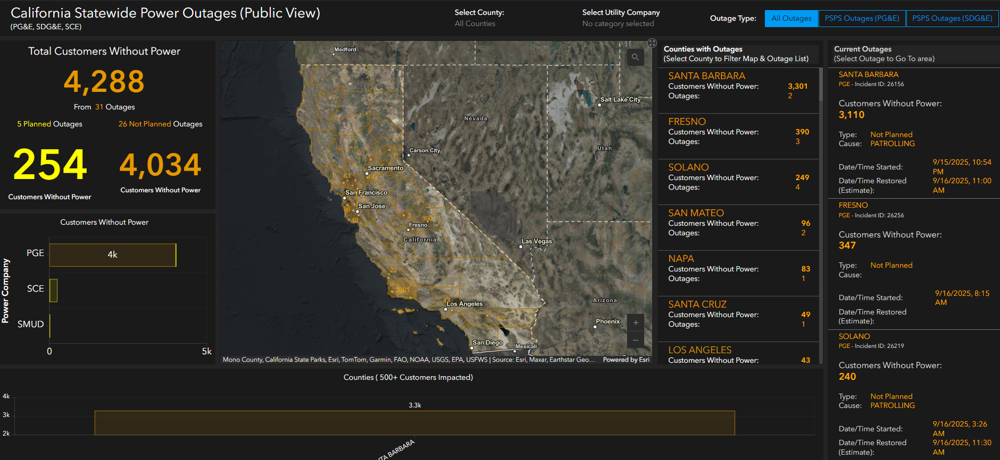 California Statewide Power Outages (Public View)
(PG&E, SDG&E, SCE)
Select County:
All Counties
Select Utility Company
No category selected
Outage Type:
All Outages
PSPS Outages (PG&E)
PSPS Outages (SDG&E)
Total Customers Without Power
4,288
From 31 Outages
5 Planned Outages
26 Not Planned Outages
254
4,034
Customers Without Power
Customers Without Power
Customers Without Power
Power Company
PGE
4k
SCE
SMUD
0
5k
Medford
Salt Lake City
Nevada
Utah
Carson City
1
1
Sacramento
1
83
14
San Francisco
San Jose
96
49
3
390
Fresno
California
Las Vegas
23
3301
43
Los Angeles
Arizona
12
Phoenix
San Diego
Mexicali
+
−
Mono County, California State Parks, Esri, TomTom, Garmin, FAO, NOAA, USGS, EPA, USFWS | Source: Esri, Maxar, Earthstar Geo...
Powered by Esri
Counties with Outages
(Select County to Filter Map & Outage List)
SANTA BARBARA
Customers Without Power: 3,301
Outages: 2
FRESNO
Customers Without Power: 390
Outages: 3
SOLANO
Customers Without Power: 249
Outages: 4
SAN MATEO
Customers Without Power: 96
Outages: 2
NAPA
Customers Without Power: 83
Outages: 1
SANTA CRUZ
Customers Without Power: 49
Outages: 1
LOS ANGELES
Customers Without Power: 43
Current Outages
(Select Outage to Go To area)
SANTA BARBARA
PGE - Incident ID: 26156
Customers Without Power:
3,110
Type: Not Planned
Cause: PATROLLING
Date/Time Started: 9/15/2025, 10:54
PM
Date/Time Restored 9/16/2025, 11:00
(Estimate): AM
FRESNO
PGE - Incident ID: 26256
Customers Without Power:
347
Type: Not Planned
Cause:
Date/Time Started: 9/16/2025, 8:15
AM
Date/Time Restored
(Estimate):
SOLANO
PGE - Incident ID: 26219
Customers Without Power:
240
Type: Not Planned
Cause: PATROLLING
Date/Time Started: 9/16/2025, 3:26
AM
Date/Time Restored 9/16/2025, 11:30
(Estimate): AM
Counties ( 500+ Customers Impacted)
4k
3k
2k
3.3k
TA BARBARA